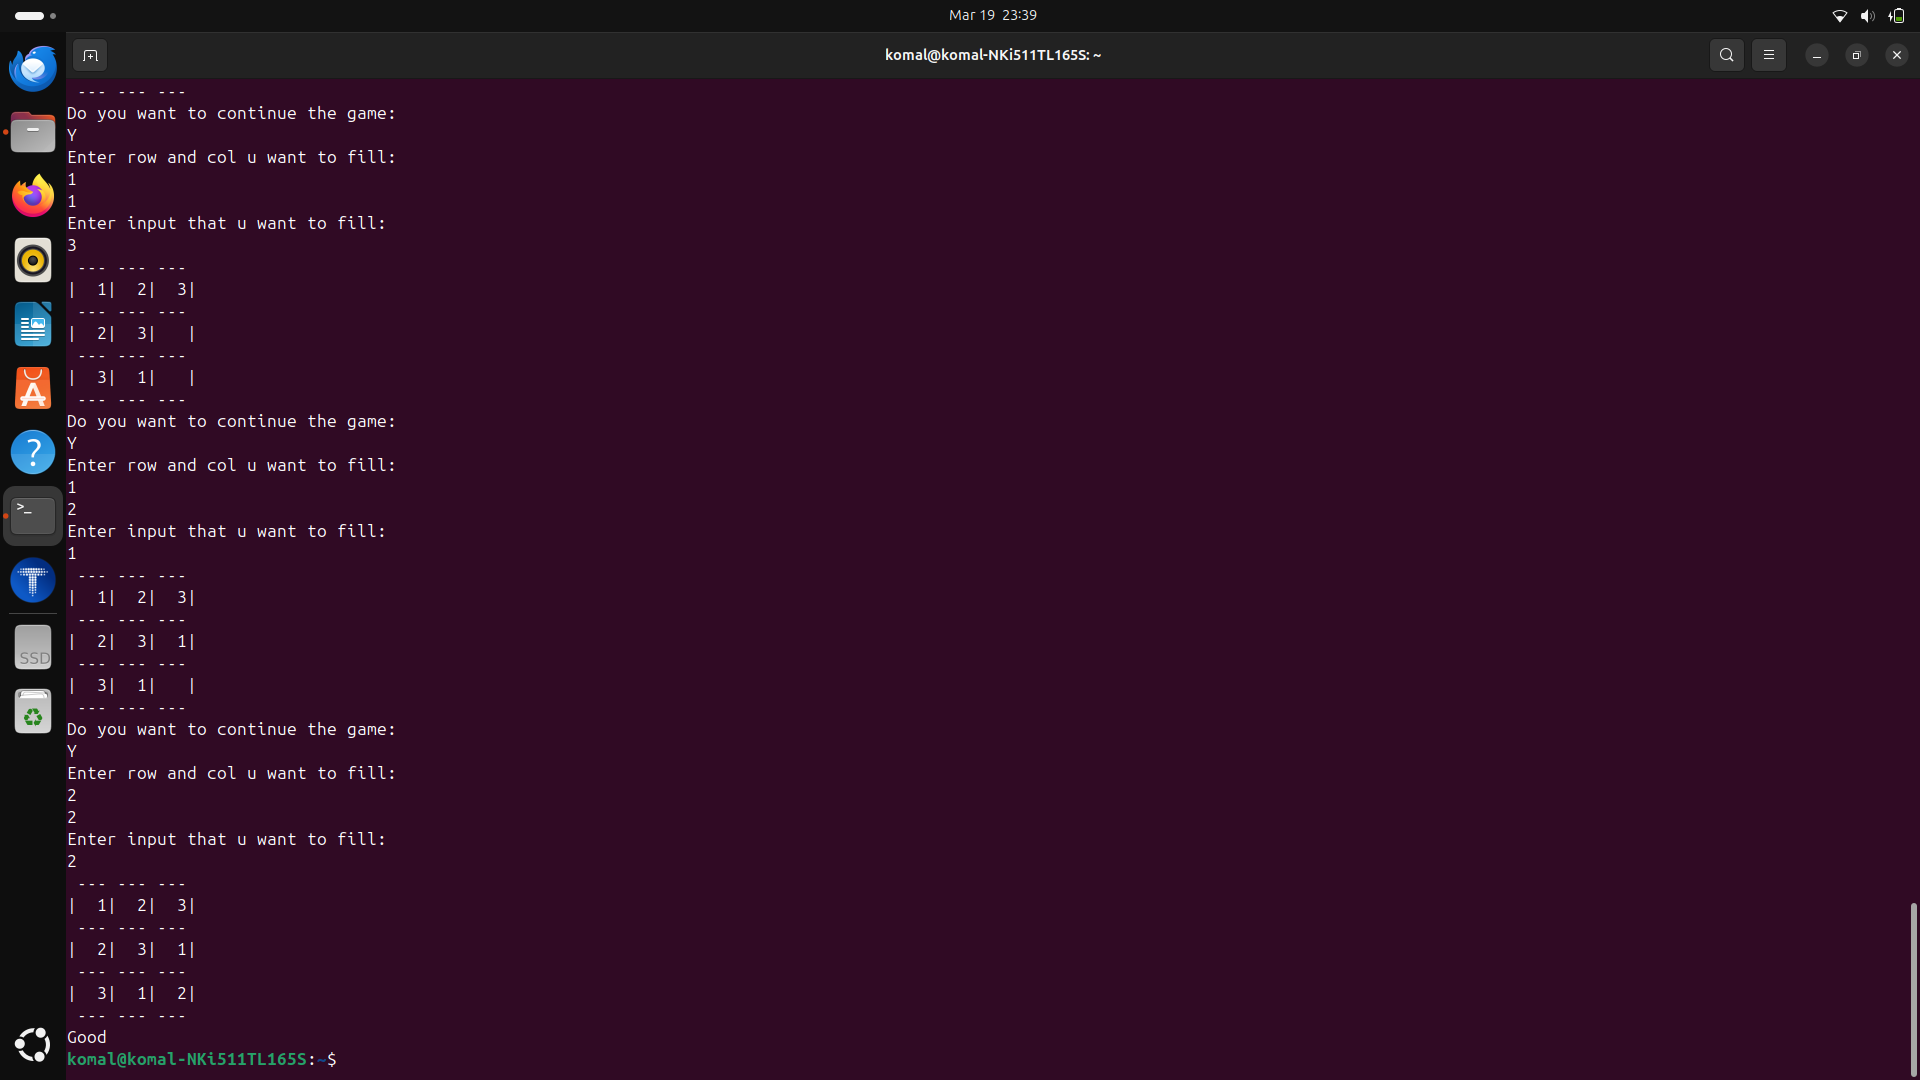 Mar 19 23:39
komal@komal-NKi511TL165S: ~
--- --- ---
Do you want to continue the game:
Y
Enter row and col u want to fill:
1
1
Enter input that u want to fill:
3
 --- --- ---
|  1|  2|  3|
 --- --- ---
|  2|  3|   |
 --- --- ---
|  3|  1|   |
 --- --- ---
Do you want to continue the game:
Y
Enter row and col u want to fill:
1
2
Enter input that u want to fill:
1
 --- --- ---
|  1|  2|  3|
 --- --- ---
|  2|  3|  1|
 --- --- ---
|  3|  1|   |
 --- --- ---
Do you want to continue the game:
Y
Enter row and col u want to fill:
2
2
Enter input that u want to fill:
2
 --- --- ---
|  1|  2|  3|
 --- --- ---
|  2|  3|  1|
 --- --- ---
|  3|  1|  2|
 --- --- ---
Good
komal@komal-NKi511TL165S:~$
SSD